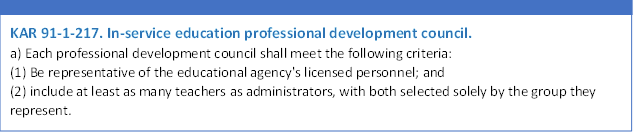 KAR 91-1-217. In-service education professional development council.
a) Each professional development council shall meet the following criteria:
(1) Be representative of the educational agency's licensed personnel; and
(2) include at least as many teachers as administrators, with both selected solely by the group they
represent.